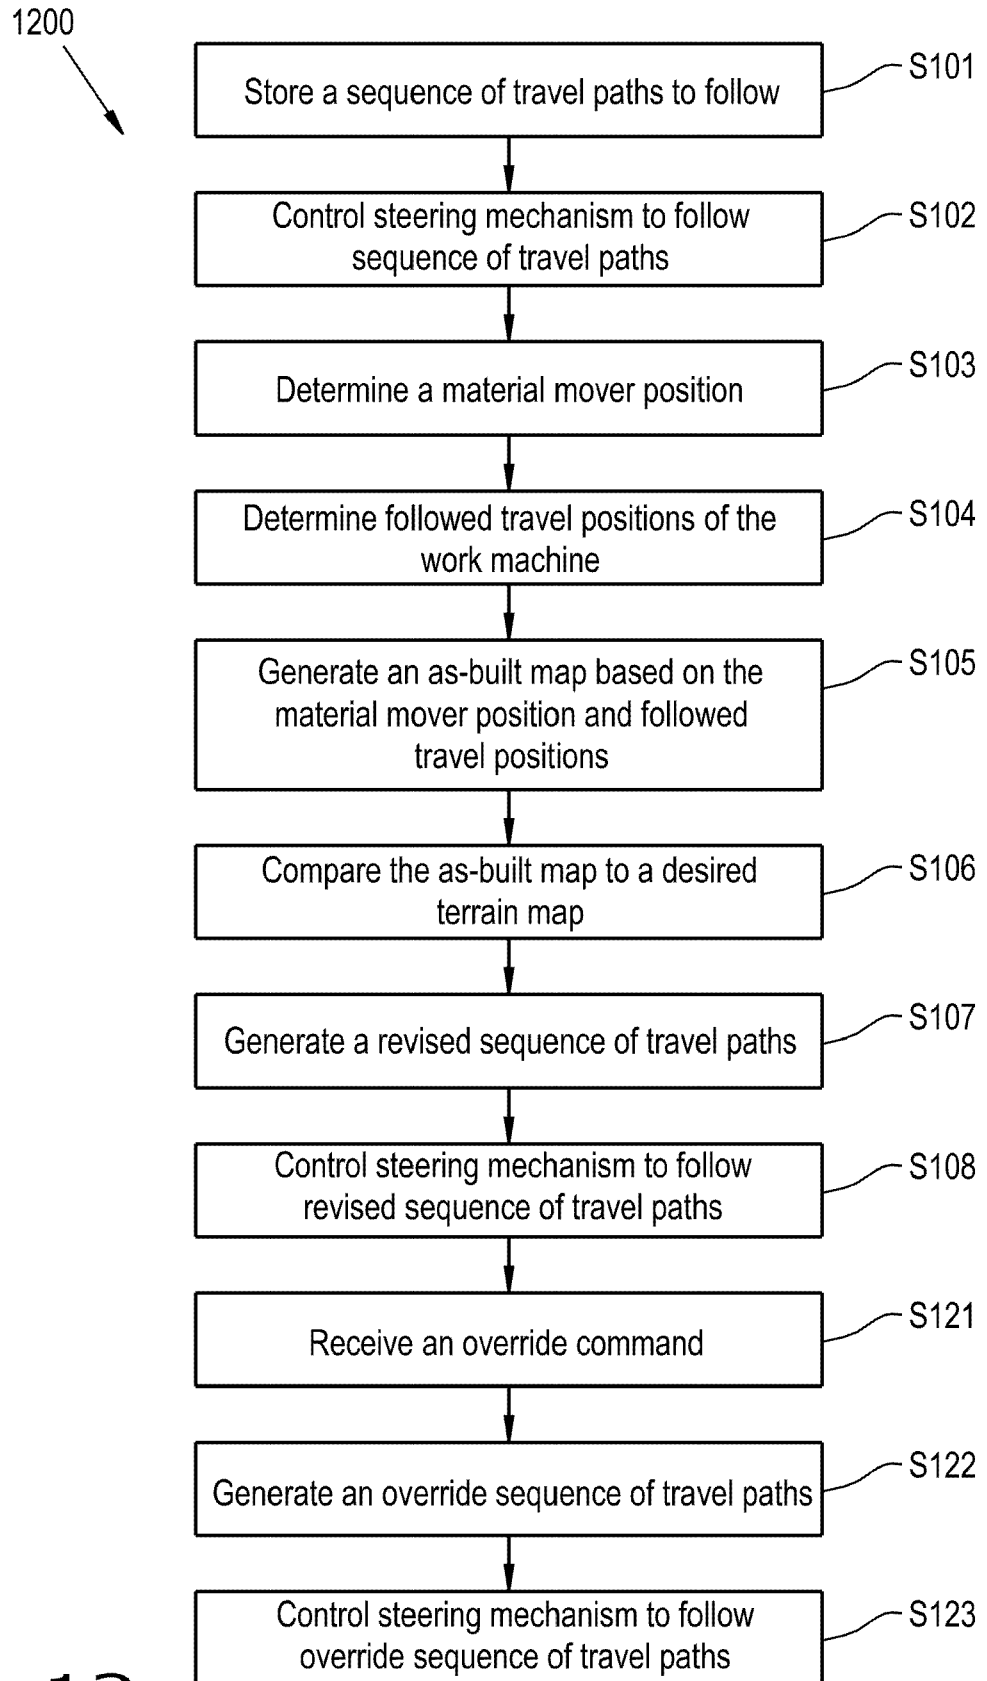 1200
Store a sequence of travel paths to follow
S101
Control steering mechanism to follow
sequence of travel paths
S102
Determine a material mover position
S103
Determine followed travel positions of the
work machine
S104
Generate an as-built map based on the
material mover position and followed
travel positions
S105
Compare the as-built map to a desired
terrain map
S106
Generate a revised sequence of travel paths
S107
Control steering mechanism to follow
revised sequence of travel paths
S108
Receive an override command
S121
Generate an override sequence of travel paths
S122
Control steering mechanism to follow
override sequence of travel paths
S123